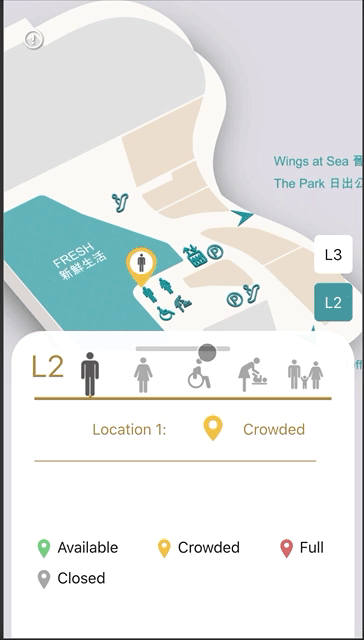 Wings at Sea
The Park 日出公
L3
FRESH
新鮮生活
L2
L2
Location 1:
Crowded
Available
Crowded
Full
Closed